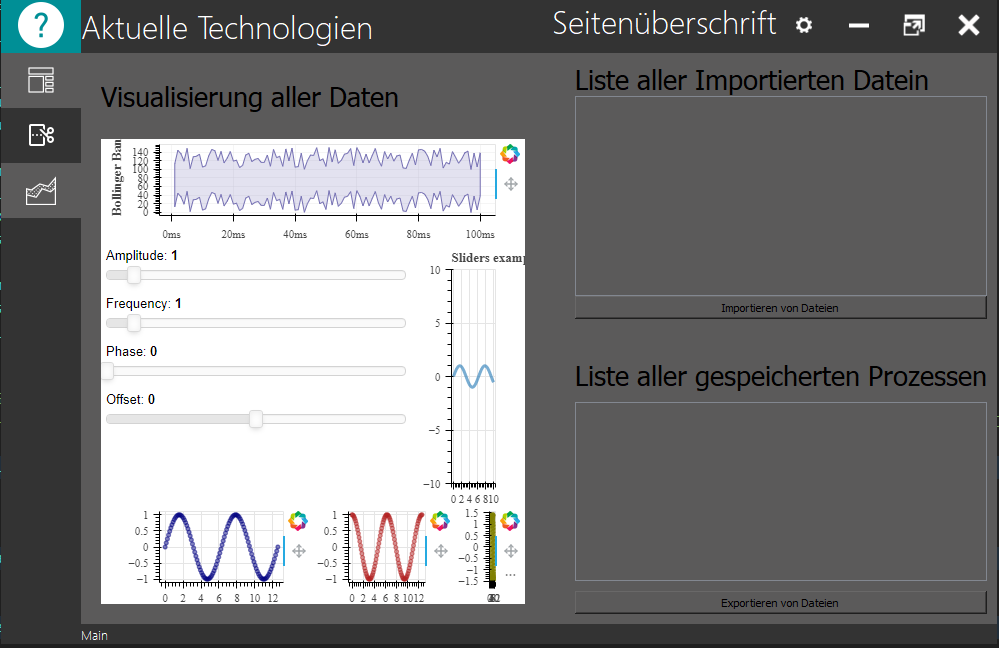 ?
Aktuelle Technologien
Seitenüberschrift
Visualisierung aller Daten
Liste aller Importierten Datein
Bollinger Ban
140
120
100
80
60
40
20
0
0ms 20ms 40ms 60ms 80ms 100ms
Amplitude: 1
Frequency: 1
Phase: 0
Offset: 0
Sliders examp
10
5
0
−5
−10
0 2 4 6 8 10
Importieren von Dateien
Liste aller gespeicherten Prozessen
1
0.5
0
−0.5
−1
0 2 4 6 8 10 12
1
0.5
0
−0.5
−1
0 2 4 6 8 10 12
1.5
1
0.5
0
−0.5
−1
−1.5
...
Exportieren von Dateien
Main